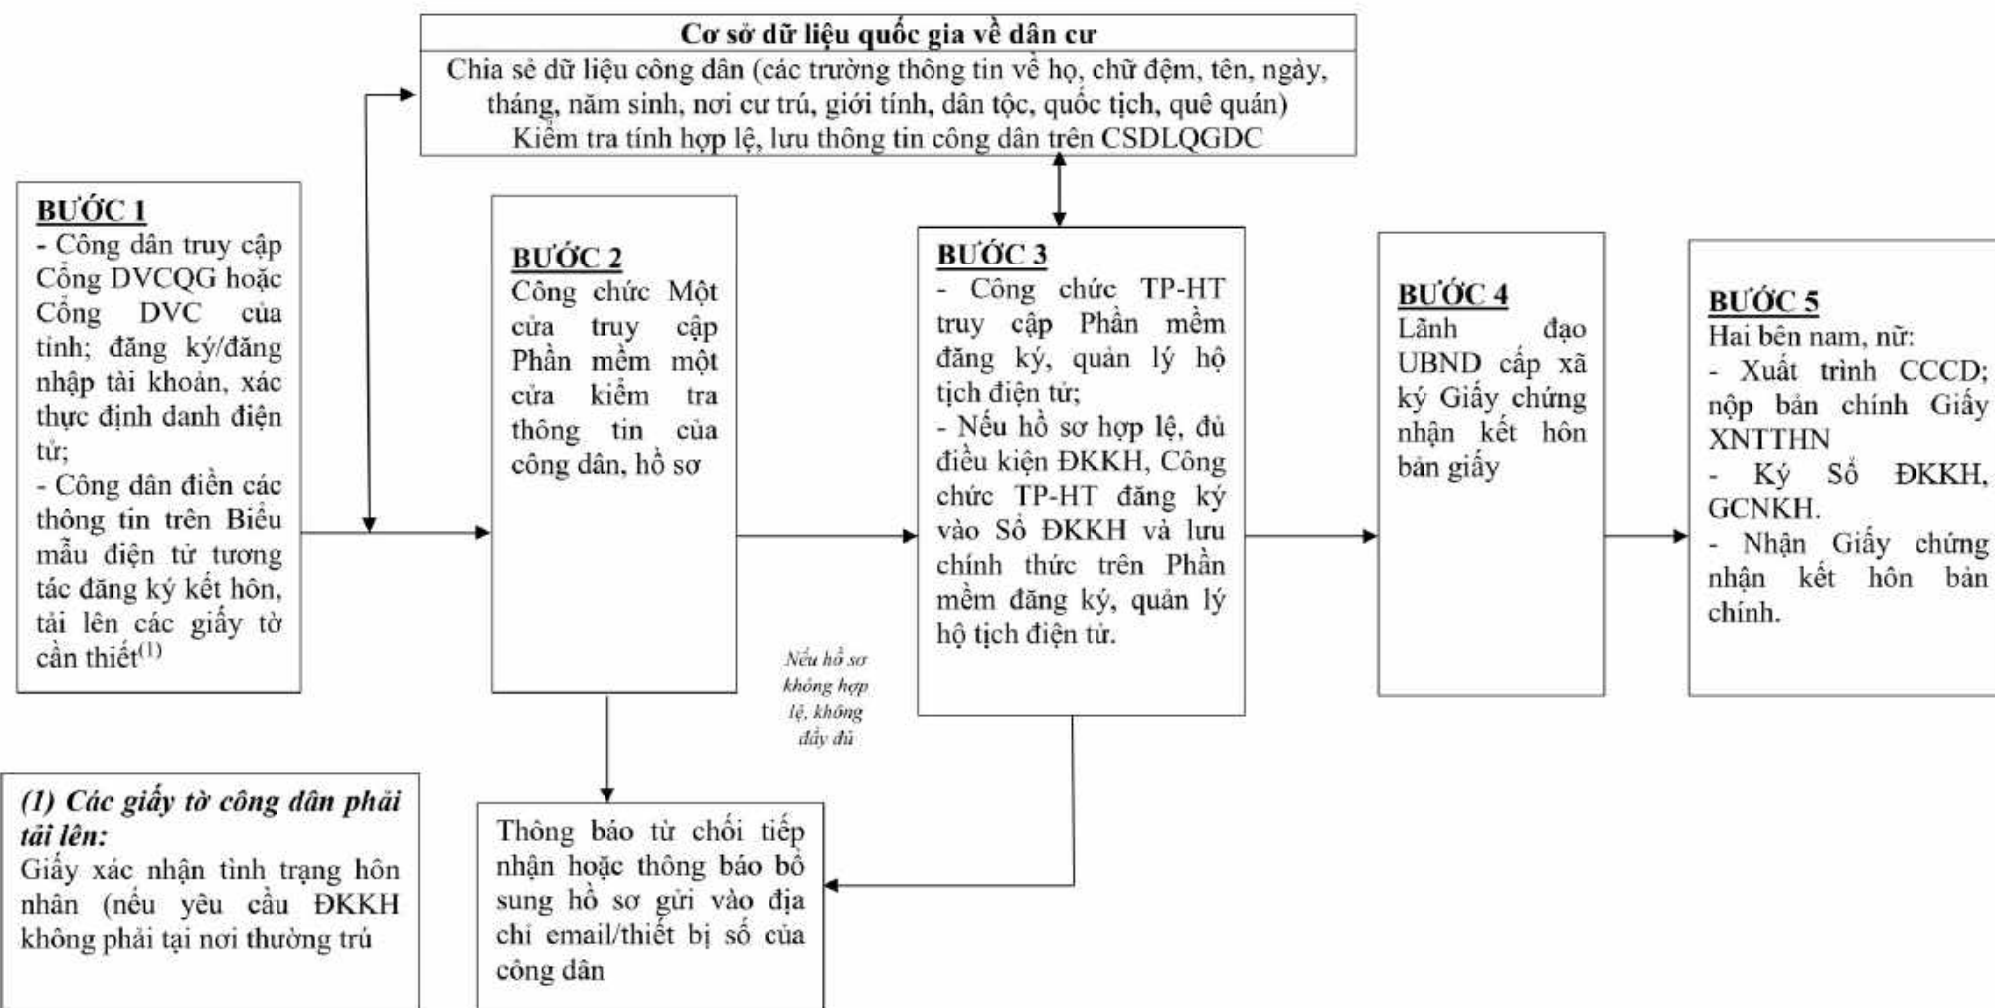 Cơ sở dữ liệu quốc gia về dân cư
Chia sẻ dữ liệu công dân (các trường thông tin về họ, chữ đệm, tên, ngày,
tháng, năm sinh, nơi cư trú, giới tính, dân tộc, quốc tịch, quê quán)
Kiểm tra tính hợp lệ, lưu thông tin công dân trên CSDLQGDC
BƯỚC 1
- Công dân truy cập
Cổng DVCQG hoặc
Cổng DVC của
tỉnh; đăng ký/đăng
nhập tài khoản, xác
thực định danh điện
tử;
- Công dân điền các
thông tin trên Biểu
mẫu điện tử tương
tác đăng ký kết hôn,
tải lên các giấy tờ
cần thiết(1)
BƯỚC 2
Công chức Một
cửa truy cập
Phần mềm một
cửa kiểm tra
thông tin của
công dân, hồ sơ
BƯỚC 3
- Công chức TP-HT
truy cập Phần mềm
đăng ký, quản lý hộ
tịch điện tử;
- Nếu hồ sơ hợp lệ, đủ
điều kiện ĐKKH, Công
chức TP-HT đăng ký
vào Sổ ĐKKH và lưu
chính thức trên Phần
mềm đăng ký, quản lý
hộ tịch điện tử.
BƯỚC 4
Lãnh đạo
UBND cấp xã
ký Giấy chứng
nhận kết hôn
bản giấy
BƯỚC 5
Hai bên nam, nữ:
- Xuất trình CCCD;
nộp bản chính Giấy
XNTTHN
- Ký Sổ ĐKKH,
GCNKH.
- Nhận Giấy chứng
nhận kết hôn bản
chính.
Nếu hồ sơ
không hợp
lệ, không
đầy đủ
(1) Các giấy tờ công dân phải
tải lên:
Giấy xác nhận tình trạng hôn
nhân (nếu yêu cầu ĐKKH
không phải tại nơi thường trú
Thông báo từ chối tiếp
nhận hoặc thông báo bổ
sung hồ sơ gửi vào địa
chỉ email/thiết bị số của
công dân